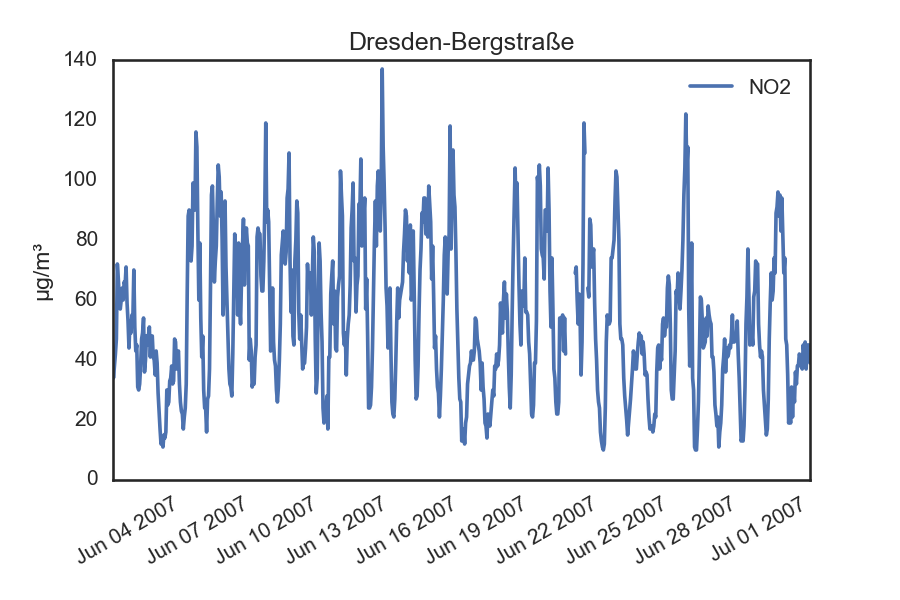 Dresden-Bergstraße
NO2
µg/m³
140
120
100
80
60
40
20
0
Jun 04 2007
Jun 07 2007
Jun 10 2007
Jun 13 2007
Jun 16 2007
Jun 19 2007
Jun 22 2007
Jun 25 2007
Jun 28 2007
Jul 01 2007